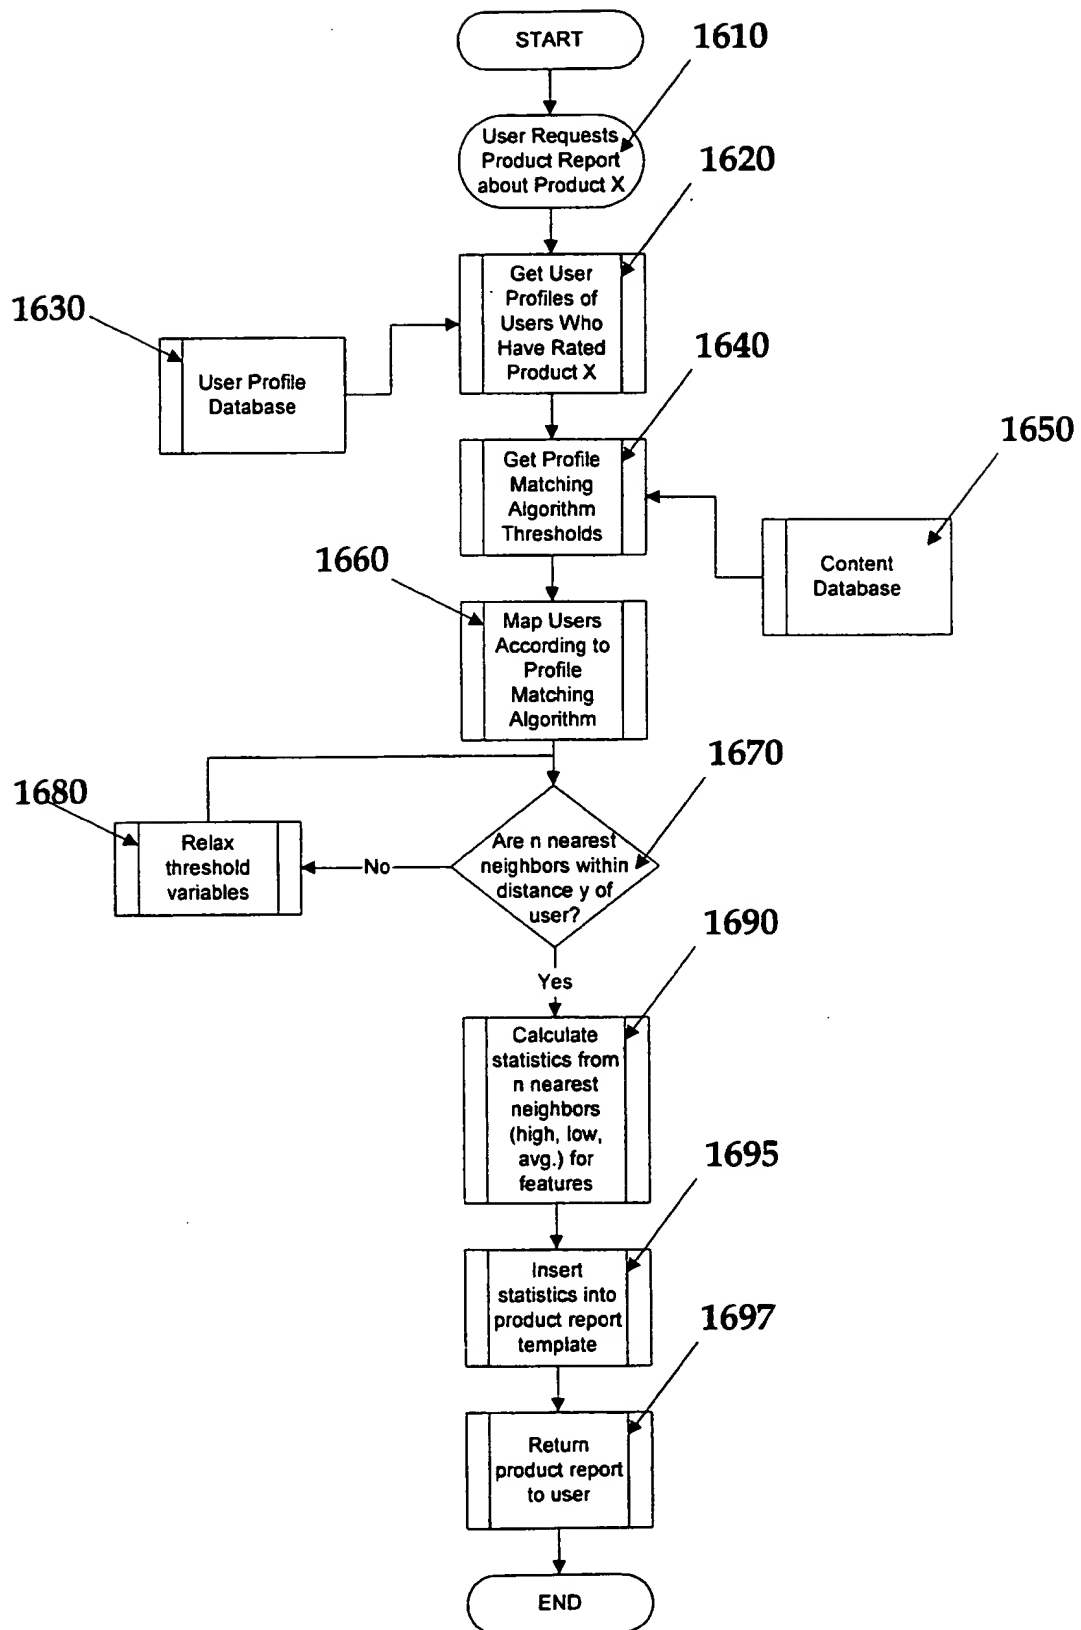 START
1610
User Requests
Product Report
about Product X
1620
Get User
Profiles of
Users Who
Have Rated
Product X
1630
User Profile
Database
1640
Get Profile
Matching
Algorithm
Thresholds
1650
Content
Database
1660
Map Users
According to
Profile
Matching
Algorithm
1670
Are n nearest
neighbors within
distance y of
user?
1680
Relax
threshold
variables
No
Yes
1690
Calculate
statistics from
n nearest
neighbors
(high, low,
avg.) for
features
1695
Insert
statistics into
product report
template
1697
Return
product report
to user
END